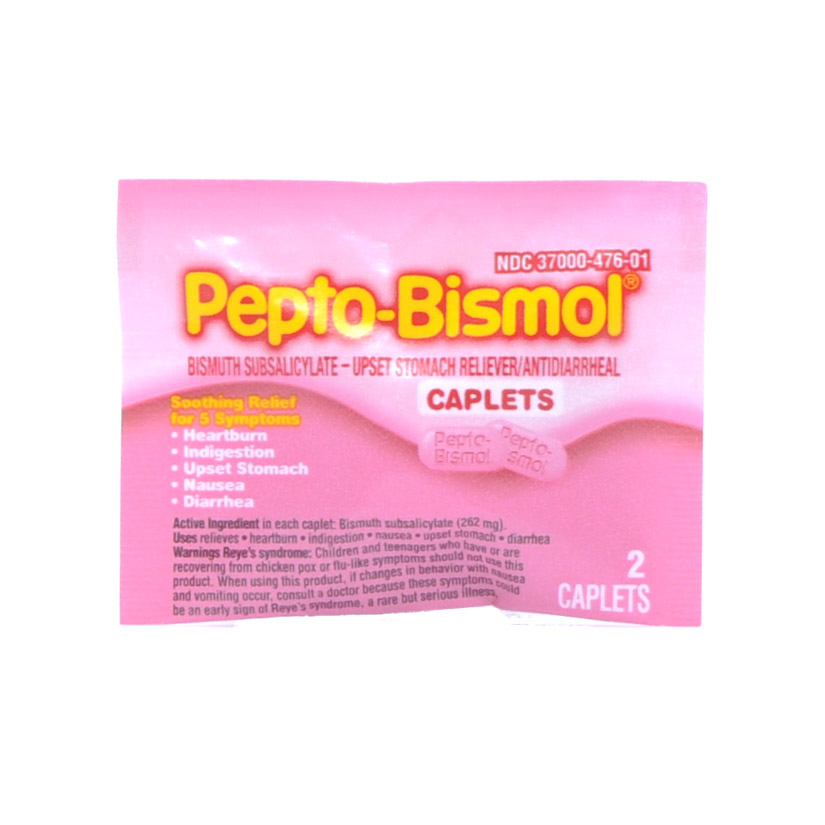 NDC 37000-476-01
Pepto-Bismol®
BISMUTH SUBSALICYLATE – UPSET STOMACH RELIEVER/ANTIDIARRHEAL
CAPLETS
Pepto-
Bismol
Pepto-
smol
Soothing Relief
for 5 Symptoms
• Heartburn
• Indigestion
• Upset Stomach
• Nausea
• Diarrhea
Active Ingredient in each caplet: Bismuth subsalicylate (262 mg).
Uses relieves • heartburn • indigestion • nausea • upset stomach • diarrhea
Warnings Reye's syndrome: Children and teenagers who have or are
recovering from chicken pox or flu-like symptoms should not use this
product. When using this product, if changes in behavior with nausea
and vomiting occur, consult a doctor because these symptoms could
be an early sign of Reye's syndrome, a rare but serious illness.
2
CAPLETS